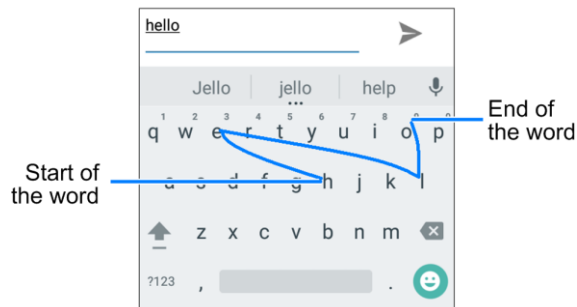 hello
Jello jello help
1 2 3 4 5 6 7 8 9 0
q w e r t y u i o p
End of
the word
Start of
the word
a s d f g h j k l
z x c v b n m
?123 , .